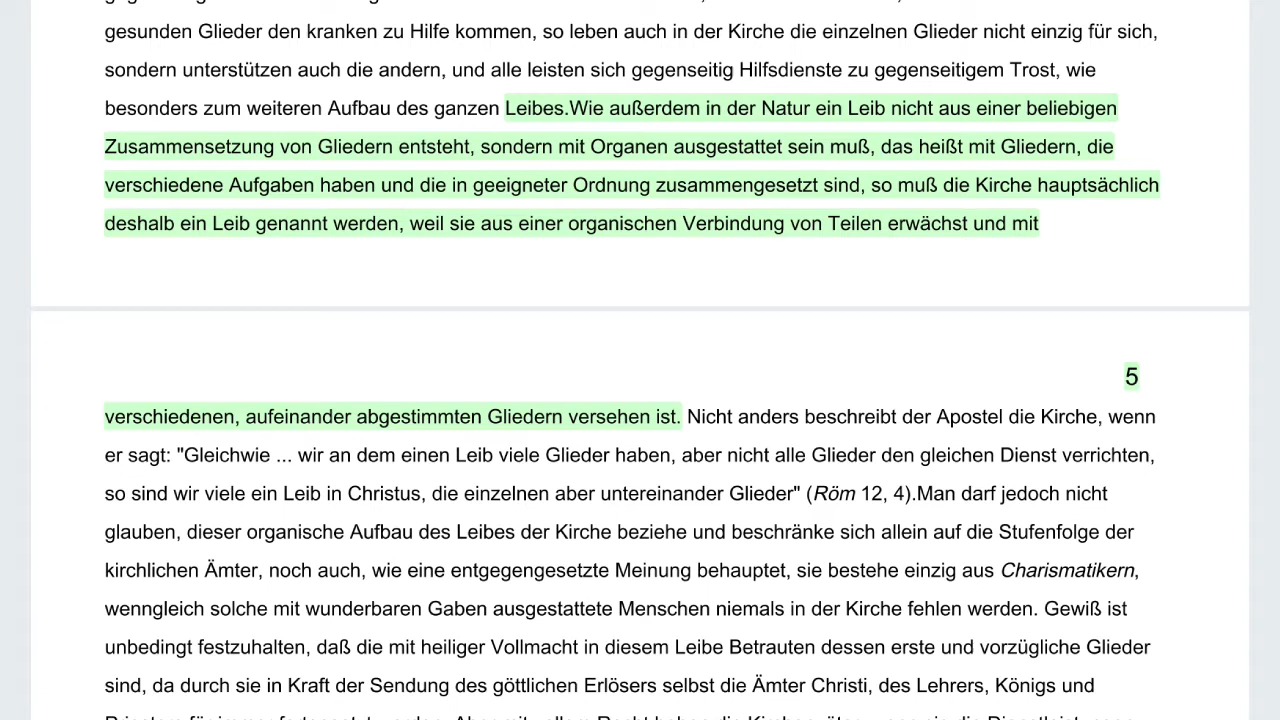 gesunden Glieder den kranken zu Hilfe kommen, so leben auch in der Kirche die einzelnen Glieder nicht einzig für sich,
sondern unterstützen auch die andern, und alle leisten sich gegenseitig Hilfsdienste zu gegenseitigem Trost, wie
besonders zum weiteren Aufbau des ganzen Leibes.Wie außerdem in der Natur ein Leib nicht aus einer beliebigen
Zusammensetzung von Gliedern entsteht, sondern mit Organen ausgestattet sein muß, das heißt mit Gliedern, die
verschiedene Aufgaben haben und die in geeigneter Ordnung zusammengesetzt sind, so muß die Kirche hauptsächlich
deshalb ein Leib genannt werden, weil sie aus einer organischen Verbindung von Teilen erwächst und mit
5
verschiedenen, aufeinander abgestimmten Gliedern versehen ist. Nicht anders beschreibt der Apostel die Kirche, wenn
er sagt: "Gleichwie ... wir an dem einen Leib viele Glieder haben, aber nicht alle Glieder den gleichen Dienst verrichten,
so sind wir viele ein Leib in Christus, die einzelnen aber untereinander Glieder" (Röm 12, 4).Man darf jedoch nicht
glauben, dieser organische Aufbau des Leibes der Kirche beziehe und beschränke sich allein auf die Stufenfolge der
kirchlichen Ämter, noch auch, wie eine entgegengesetzte Meinung behauptet, sie bestehe einzig aus Charismatikern,
wenngleich solche mit wunderbaren Gaben ausgestattete Menschen niemals in der Kirche fehlen werden. Gewiß ist
unbedingt festzuhalten, daß die mit heiliger Vollmacht in diesem Leibe Betrauten dessen erste und vorzügliche Glieder
sind, da durch sie in Kraft der Sendung des göttlichen Erlösers selbst die Ämter Christi, des Lehrers, Königs und